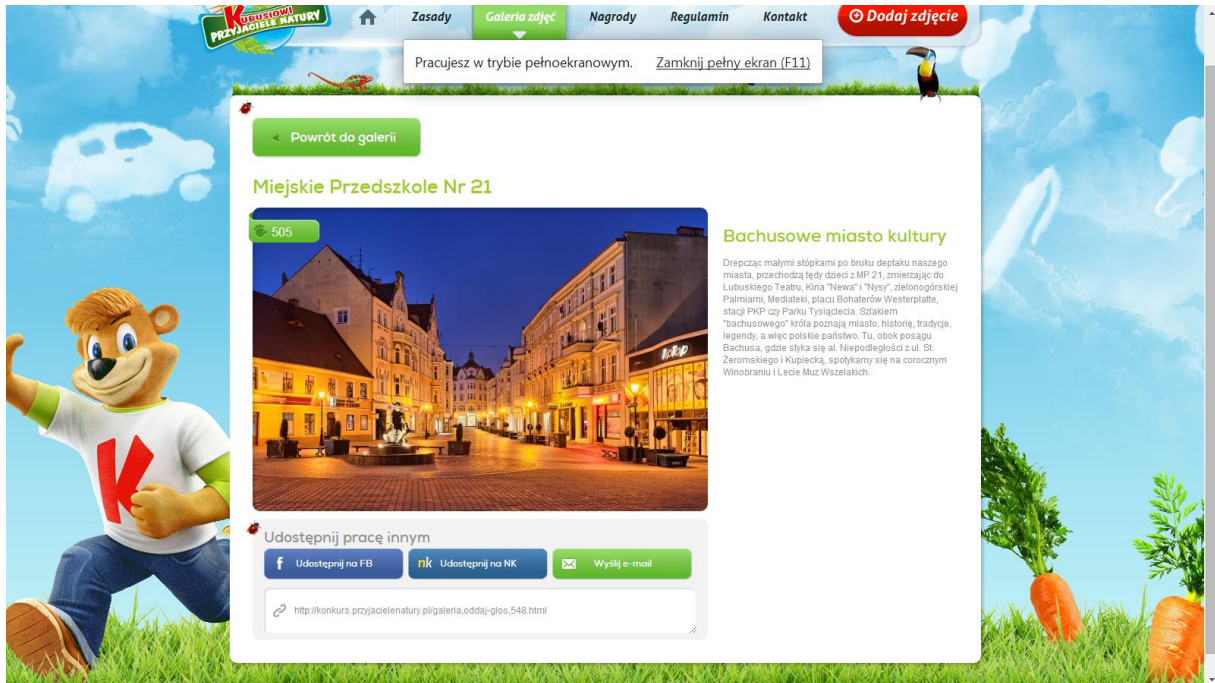 KUBUSIOWI
PRZYJACIELE NATURY
Zasady
Galeria zdjęć
Nagrody
Regulamin
Kontakt
Dodaj zdjęcie
Pracujesz w trybie pełnoekranowym. Zamknij pełny ekran (F11)
Powrót do galerii
Miejskie Przedszkole Nr 21
505
Bachusowe miasto kultury
Drepcząc małymi stópkami po bruku deptaku naszego
miasta, przechodzą tędy dzieci z MP 21, zmierzając do
Lubuskiego Teatru, Kina "Newa" i "Nysy", zielonogórskiej
Palmiarni, Mediateki, placu Bohaterów Westerplatte,
stacji PKP czy Parku Tysiąclecia. Szlakiem
"bachusowego" króla poznają miasto, historię, tradycje,
legendy, a więc polskie państwo. Tu, obok posągu
Bachusa, gdzie styka się al. Niepodległości z ul. St.
Żeromskiego i Kupiecką, spotykamy się na corocznym
Winobraniu i Lecie Muz Wszelakich.
K
Udostępnij pracę innym
f Udostępnij na FB
nk Udostępnij na NK
Wyślij e-mail
http://konkurs.przyjacielenatury.pl/galeria,oddaj-glos,548.html